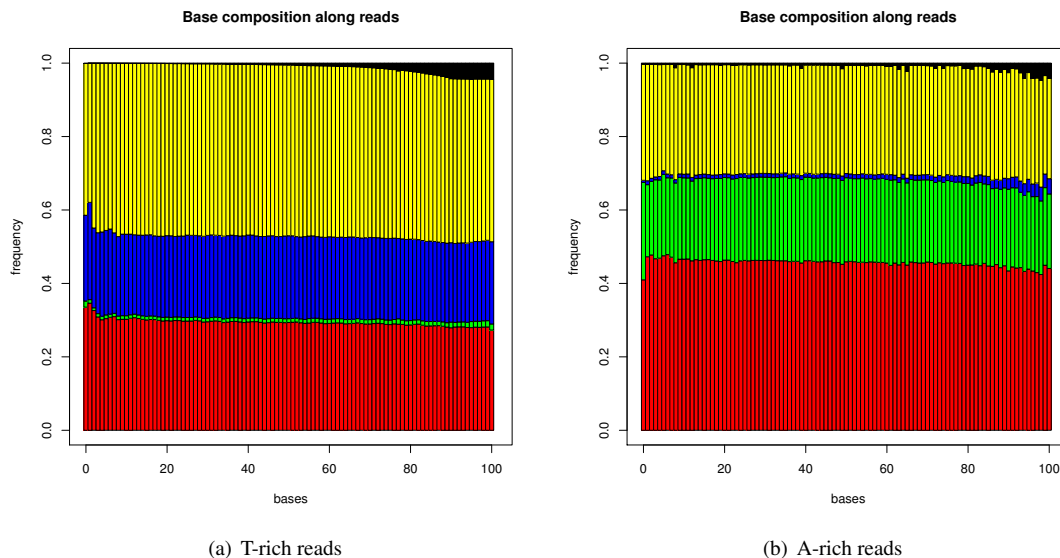 Base composition along reads
frequency
0.0 0.2 0.4 0.6 0.8 1.0
0 20 40 60 80 100
bases
(a) T-rich reads
Base composition along reads
frequency
0.0 0.2 0.4 0.6 0.8 1.0
0 20 40 60 80 100
bases
(b) A-rich reads